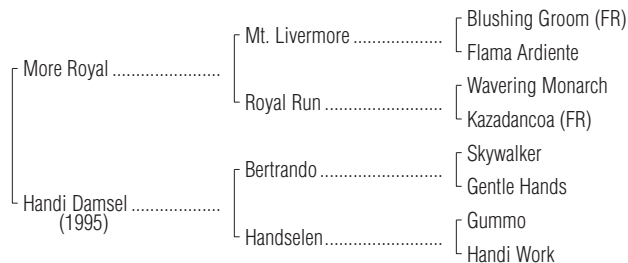 Blushing Groom (FR)
Mt. Livermore ....................
Flama Ardiente
More Royal ........................
Wavering Monarch
Royal Run ..........................
Kazadancoa (FR)
Skywalker
Bertrando ...........................
Gentle Hands
Handi Damsel ....................
(1995)
Gummo
Handselen..........................
Handi Work